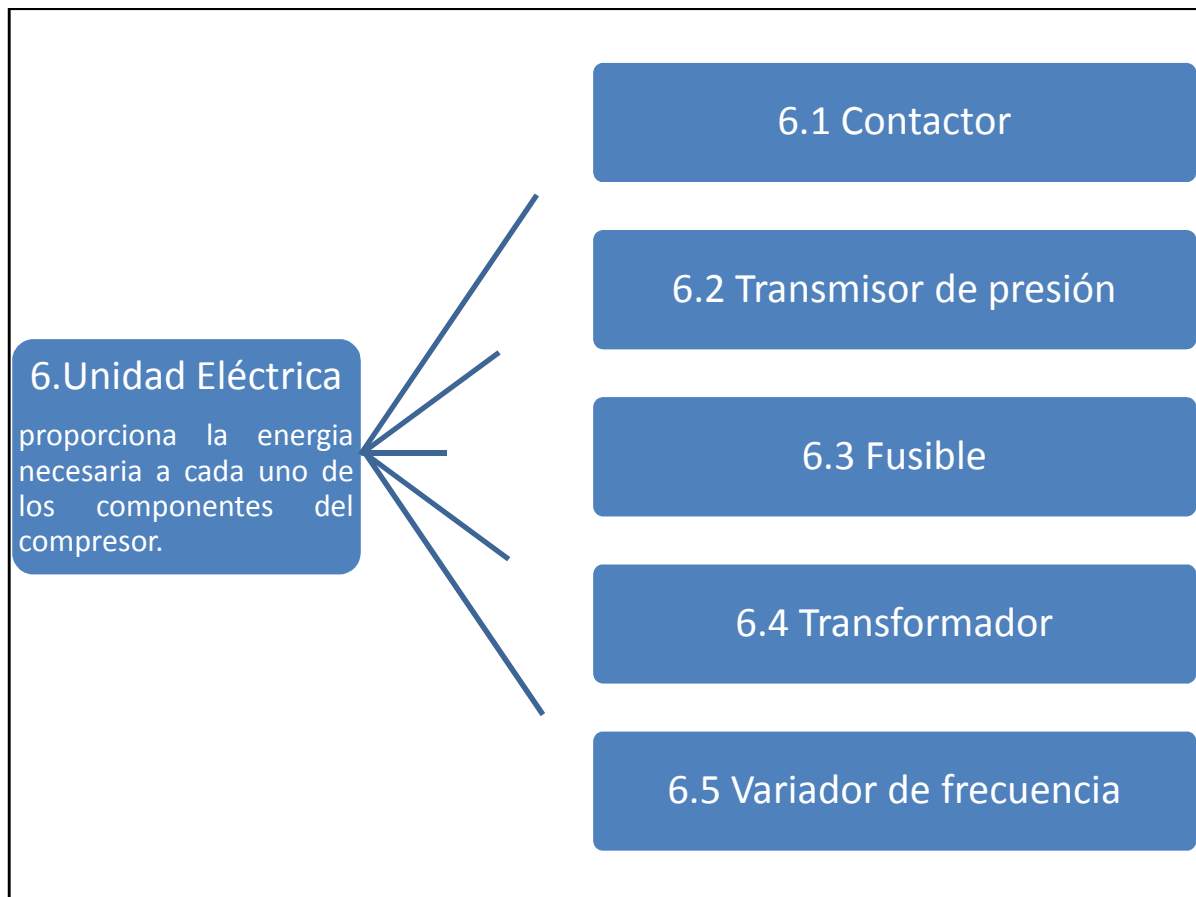 6.1 Contactor
6.2 Transmisor de presión
6.Unidad Eléctrica
proporciona la energia
necesaria a cada uno de
los componentes del
compresor.
6.3 Fusible
6.4 Transformador
6.5 Variador de frecuencia